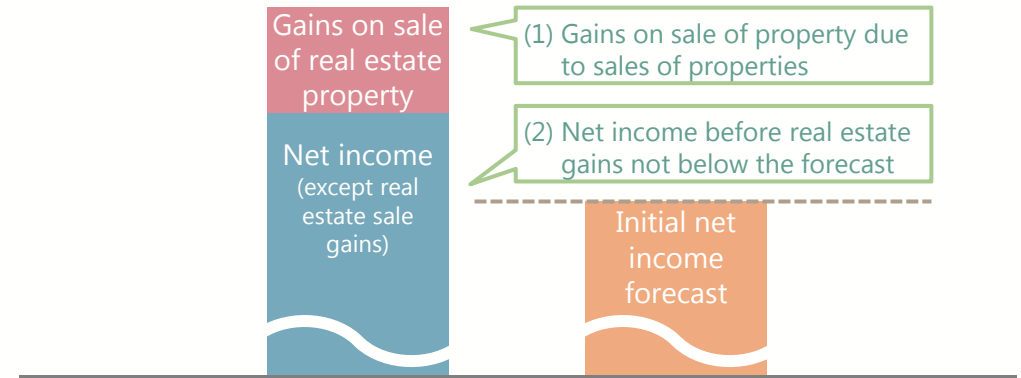 Gains on sale
of real estate
property
(1) Gains on sale of property due
to sales of properties
(2) Net income before real estate
gains not below the forecast
Net income
(except real
estate sale
gains)
Initial net
income
forecast